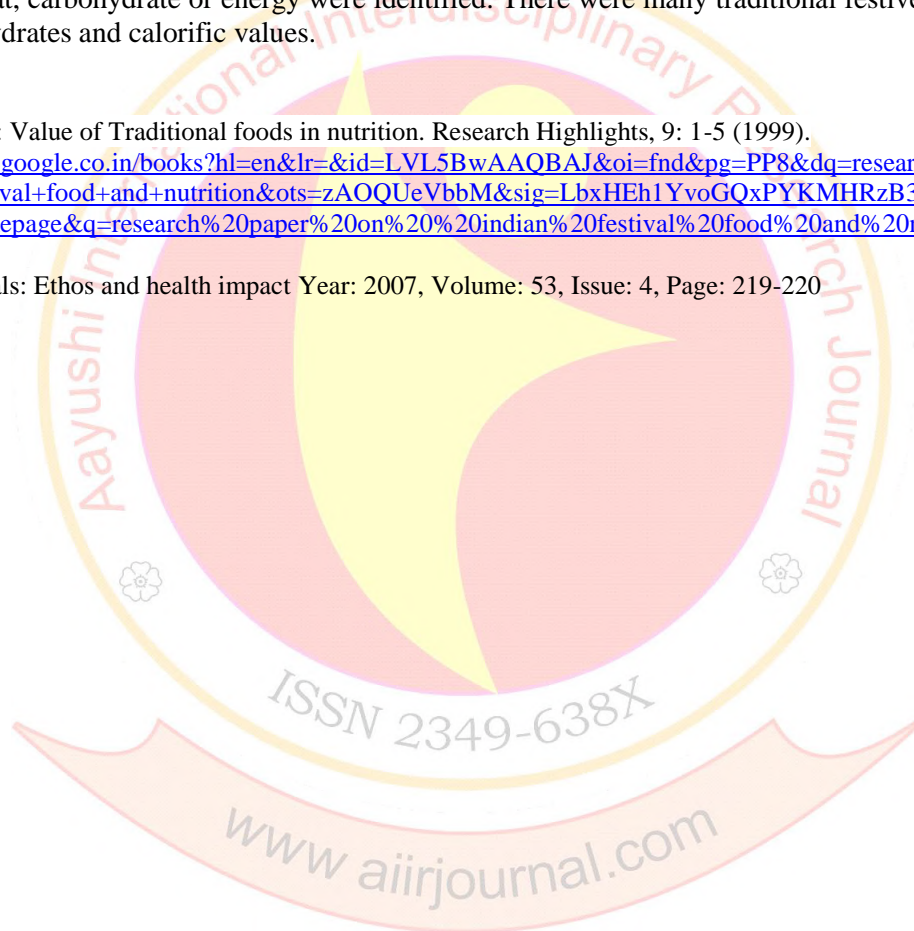 at, carbohydrate or energy were identified. There were many traditional festive
ydrates and calorific values.
: Value of Traditional foods in nutrition. Research Highlights, 9: 1-5 (1999).
.google.co.in/books?hl=en&lr=&id=LVL5BwAAQBAJ&oi=fnd&pg=PP8&dq=resear
val+food+and+nutrition&ots=zAOQUeVbbM&sig=LbxHEh1YvoGQxPYKMHRzB3
epage&q=research%20paper%20on%20%20indian%20festival%20food%20and%20n
als: Ethos and health impact Year: 2007, Volume: 53, Issue: 4, Page: 219-220
Aayushi International Interdisciplinary Research Journal
ISSN 2349-638X
www.aiirjournal.com